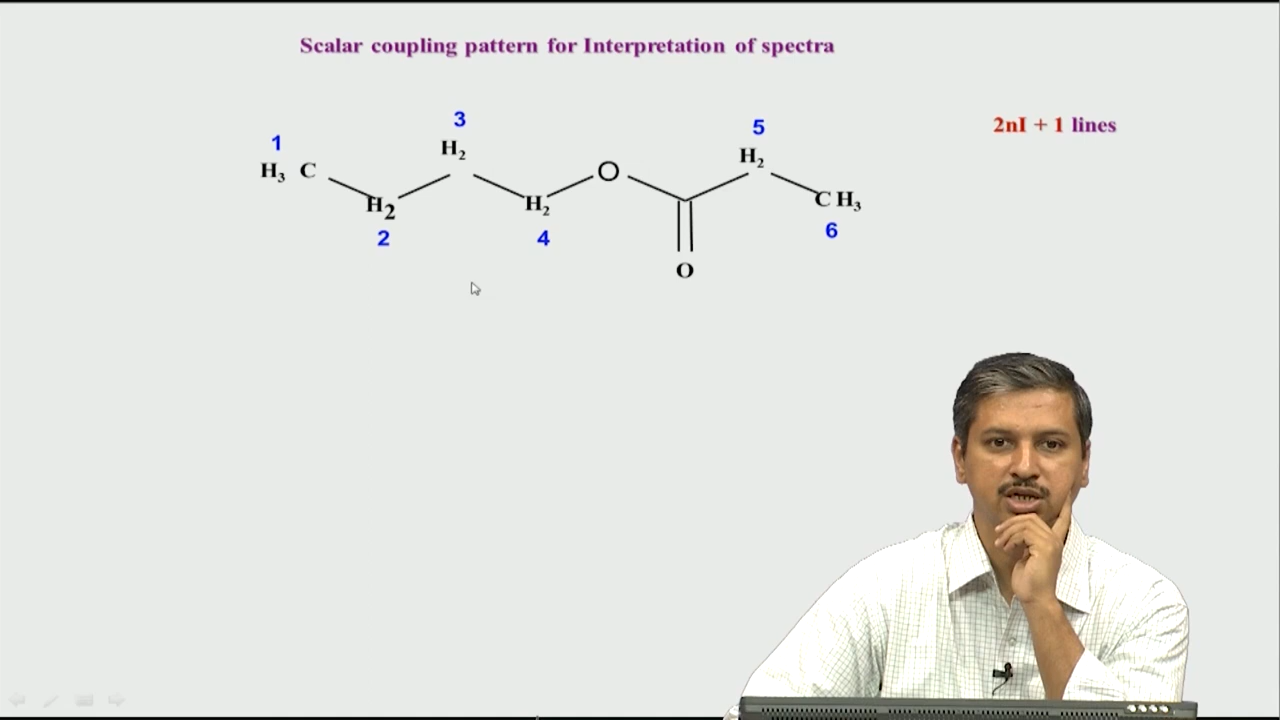 Scalar coupling pattern for Interpretation of spectra
2nI + 1 lines
1
3
5
H₃ C
H₂
O
H₂
H₂
H₂
C H₃
2
4
6
O